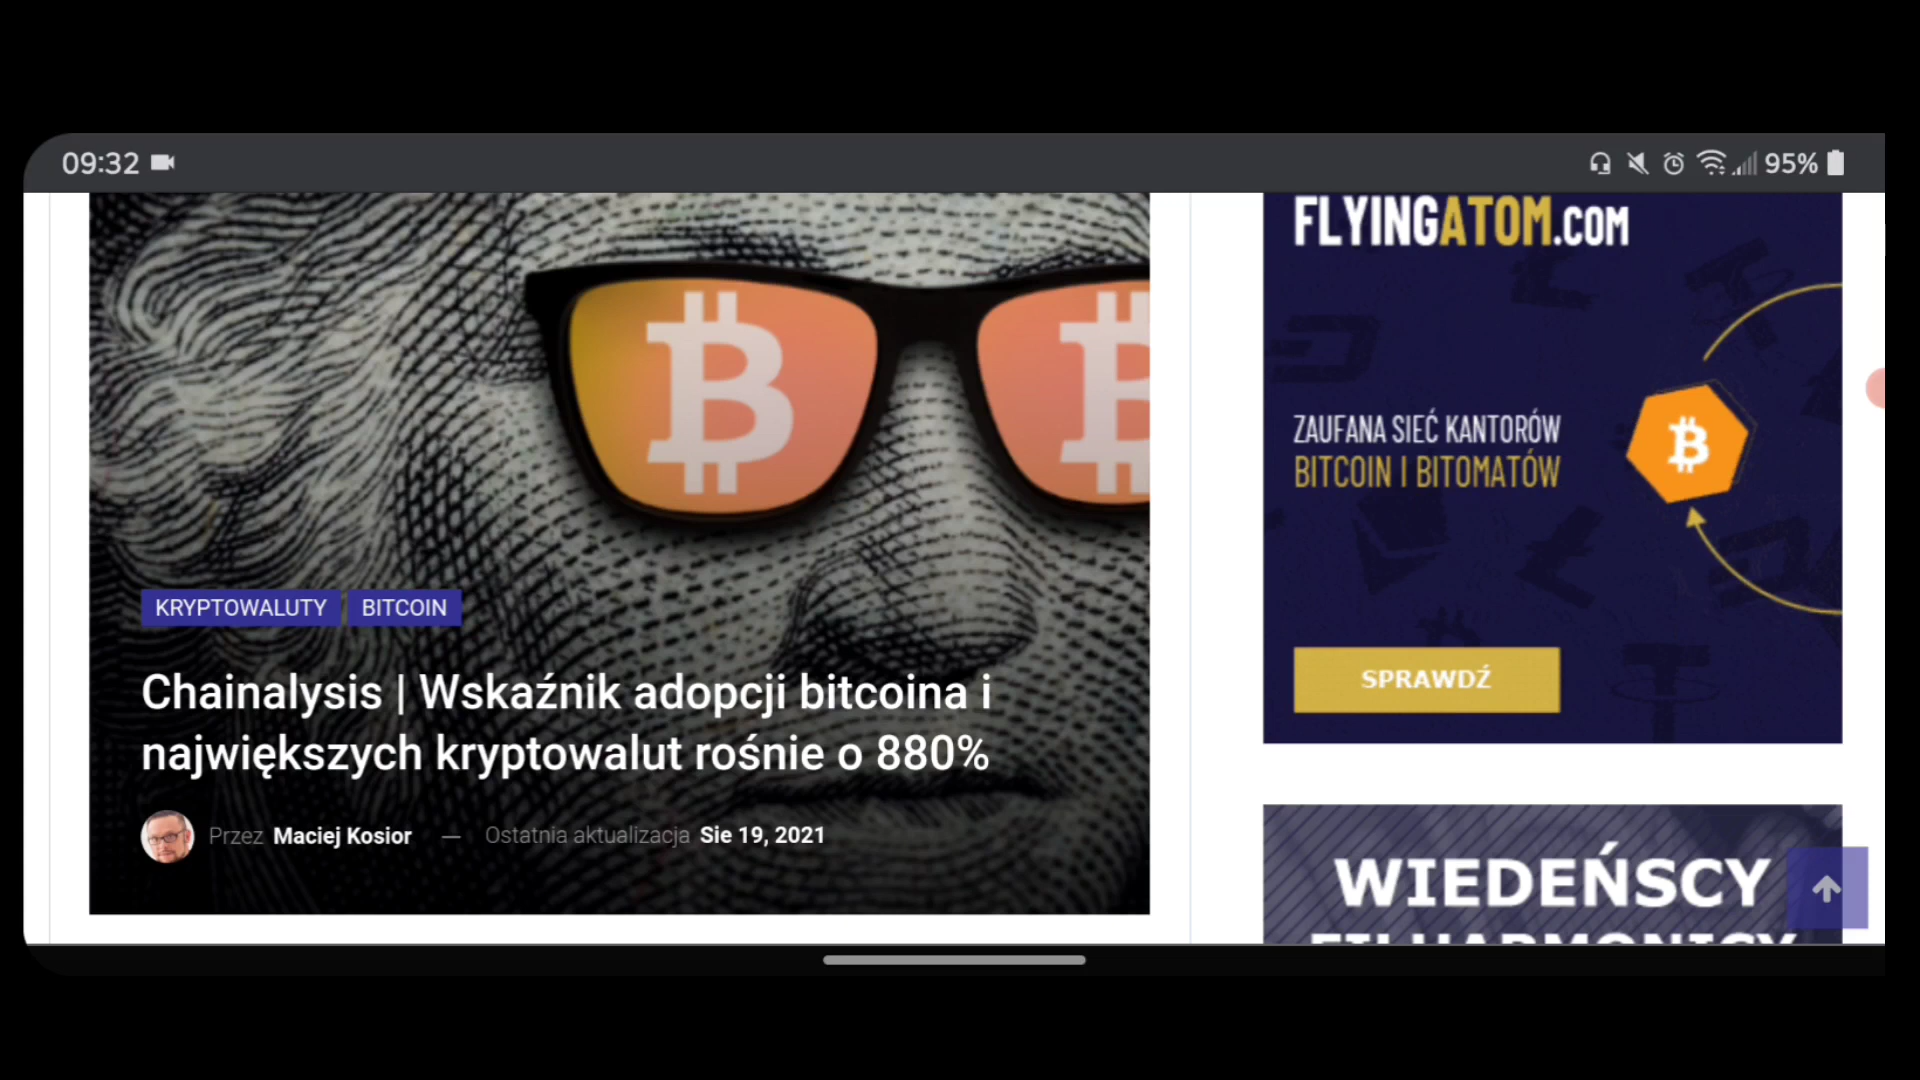 09:32
95%
KRYPTOWALUTY BITCOIN
Chainalysis | Wskaźnik adopcji bitcoina i
największych kryptowalut rośnie o 880%
Przez Maciej Kosior — Ostatnia aktualizacja Sie 19, 2021
FLYINGATOM.COM
ZAUFANA SIEĆ KANTORÓW
BITCOIN I BITOMATÓW
SPRAWDŹ
WIEDEŃSCY
FILHARMONICY